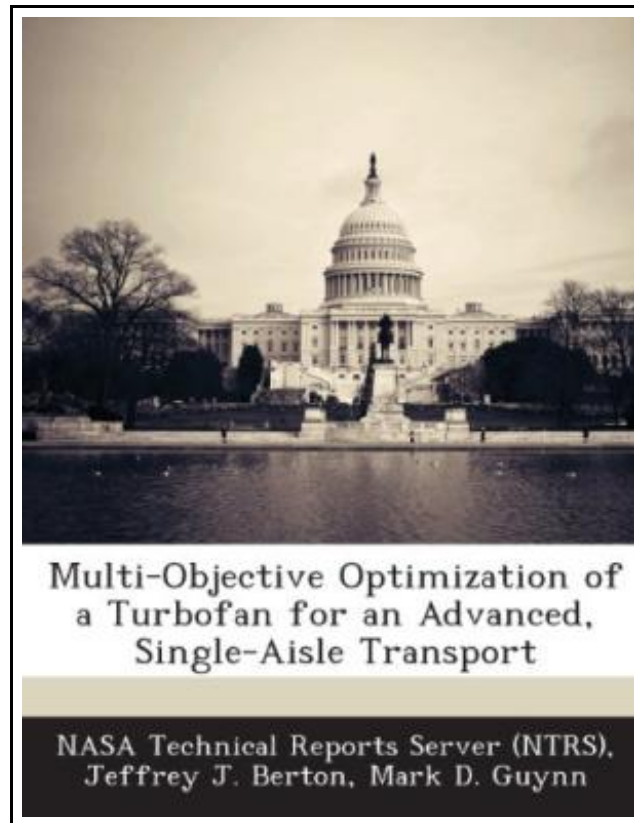 Multi-Objective Optimization of
a Turbofan for an Advanced,
Single-Aisle Transport
NASA Technical Reports Server (NTRS),
Jeffrey J. Berton, Mark D. Guynn